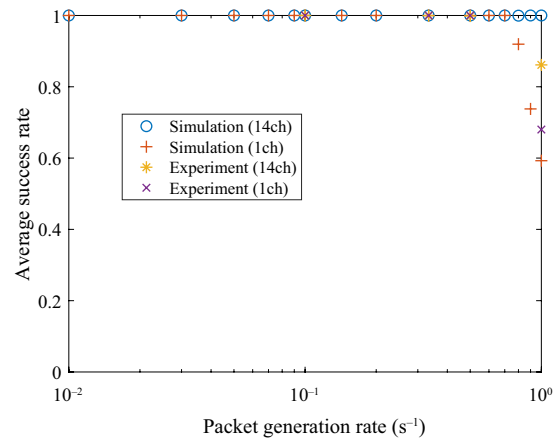 1
0.8
0.6
0.4
0.2
0
Average success rate
Simulation (14ch)
Simulation (1ch)
Experiment (14ch)
Experiment (1ch)
10⁻² 10⁻¹ 10⁰
Packet generation rate (s⁻¹)